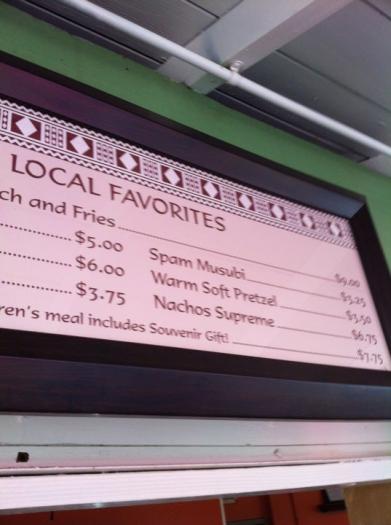 LOCAL FAVORITES
ch and Fries $9.00
$5.00 Spam Musubi $3.25
$6.00 Warm Soft Pretzel $3.50
$3.75 Nachos Supreme $6.75
ren's meal includes Souvenir Gift! $7.75